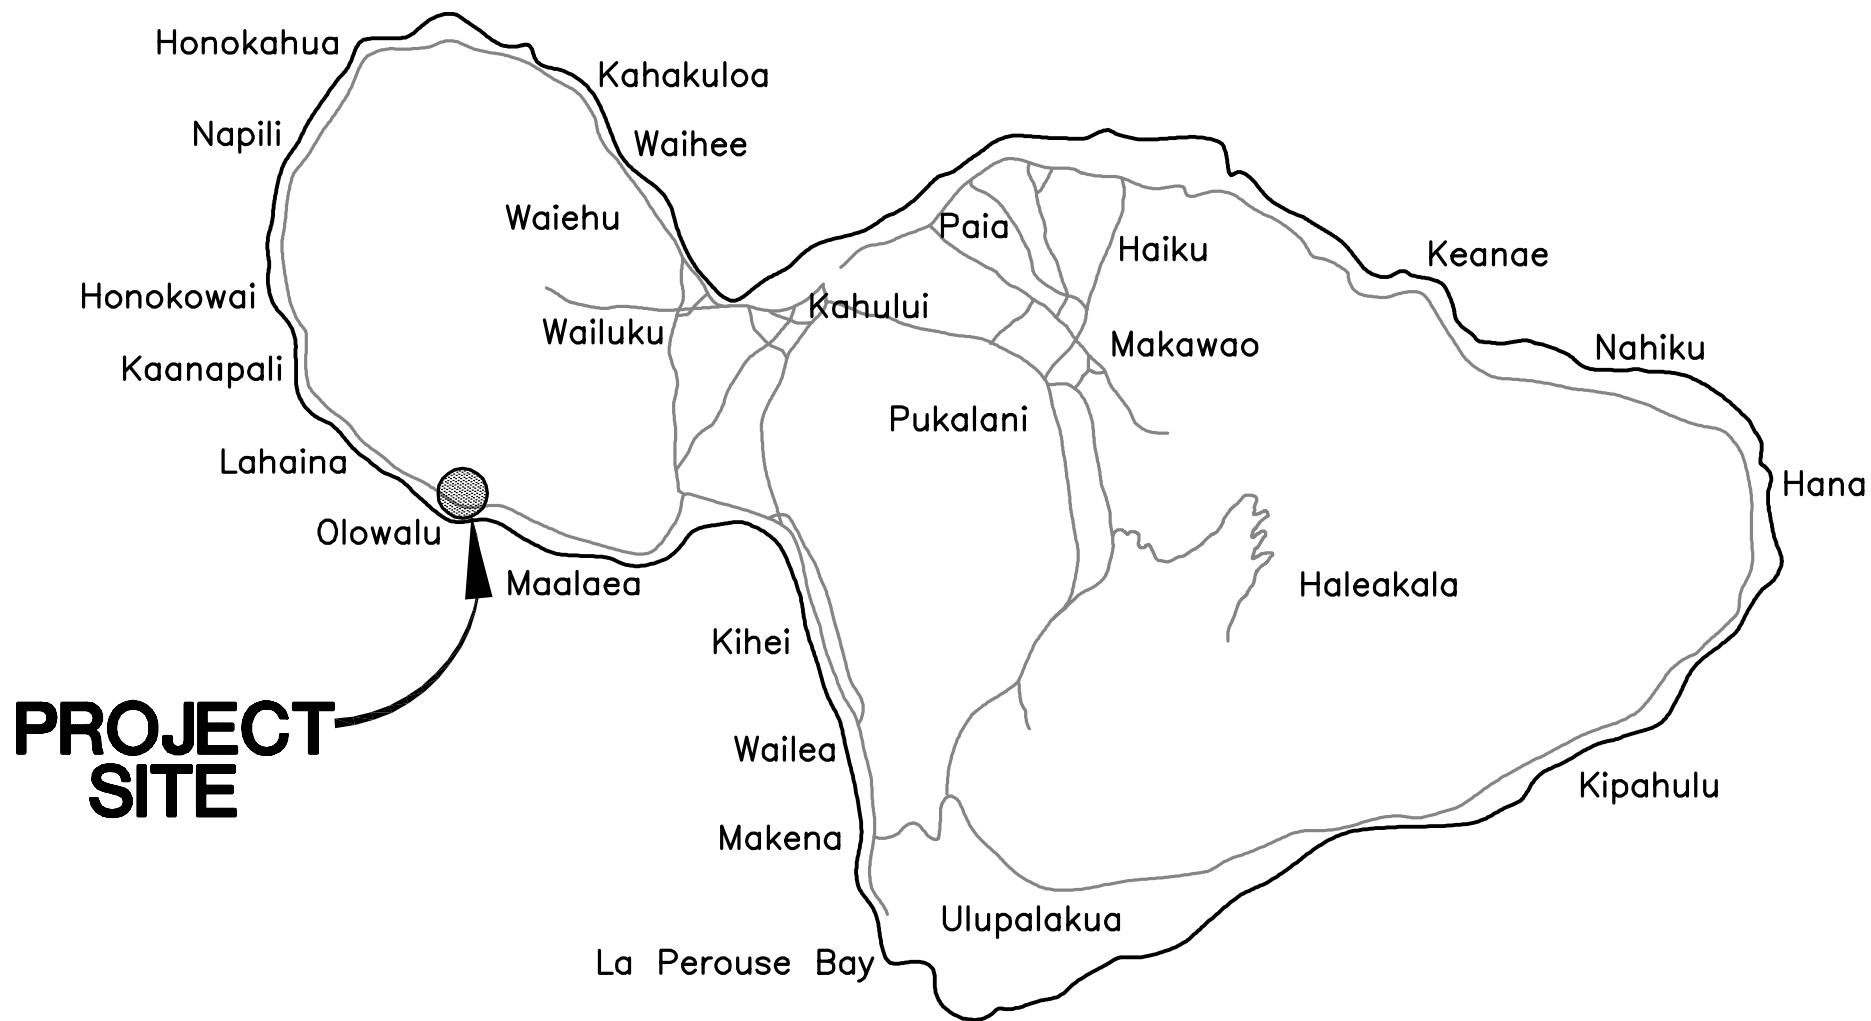 Honokahua
Kahakuloa
Napili
Waihee
Waiehu
Paia
Haiku
Keanae
Honokowai
Kahului
Wailuku
Makawao
Nahiku
Kaanapali
Pukalani
Lahaina
Hana
Olowalu
Maalaea
Haleakala
Kihei
PROJECT
SITE
Wailea
Kipahulu
Makena
Ulupalakua
La Perouse Bay